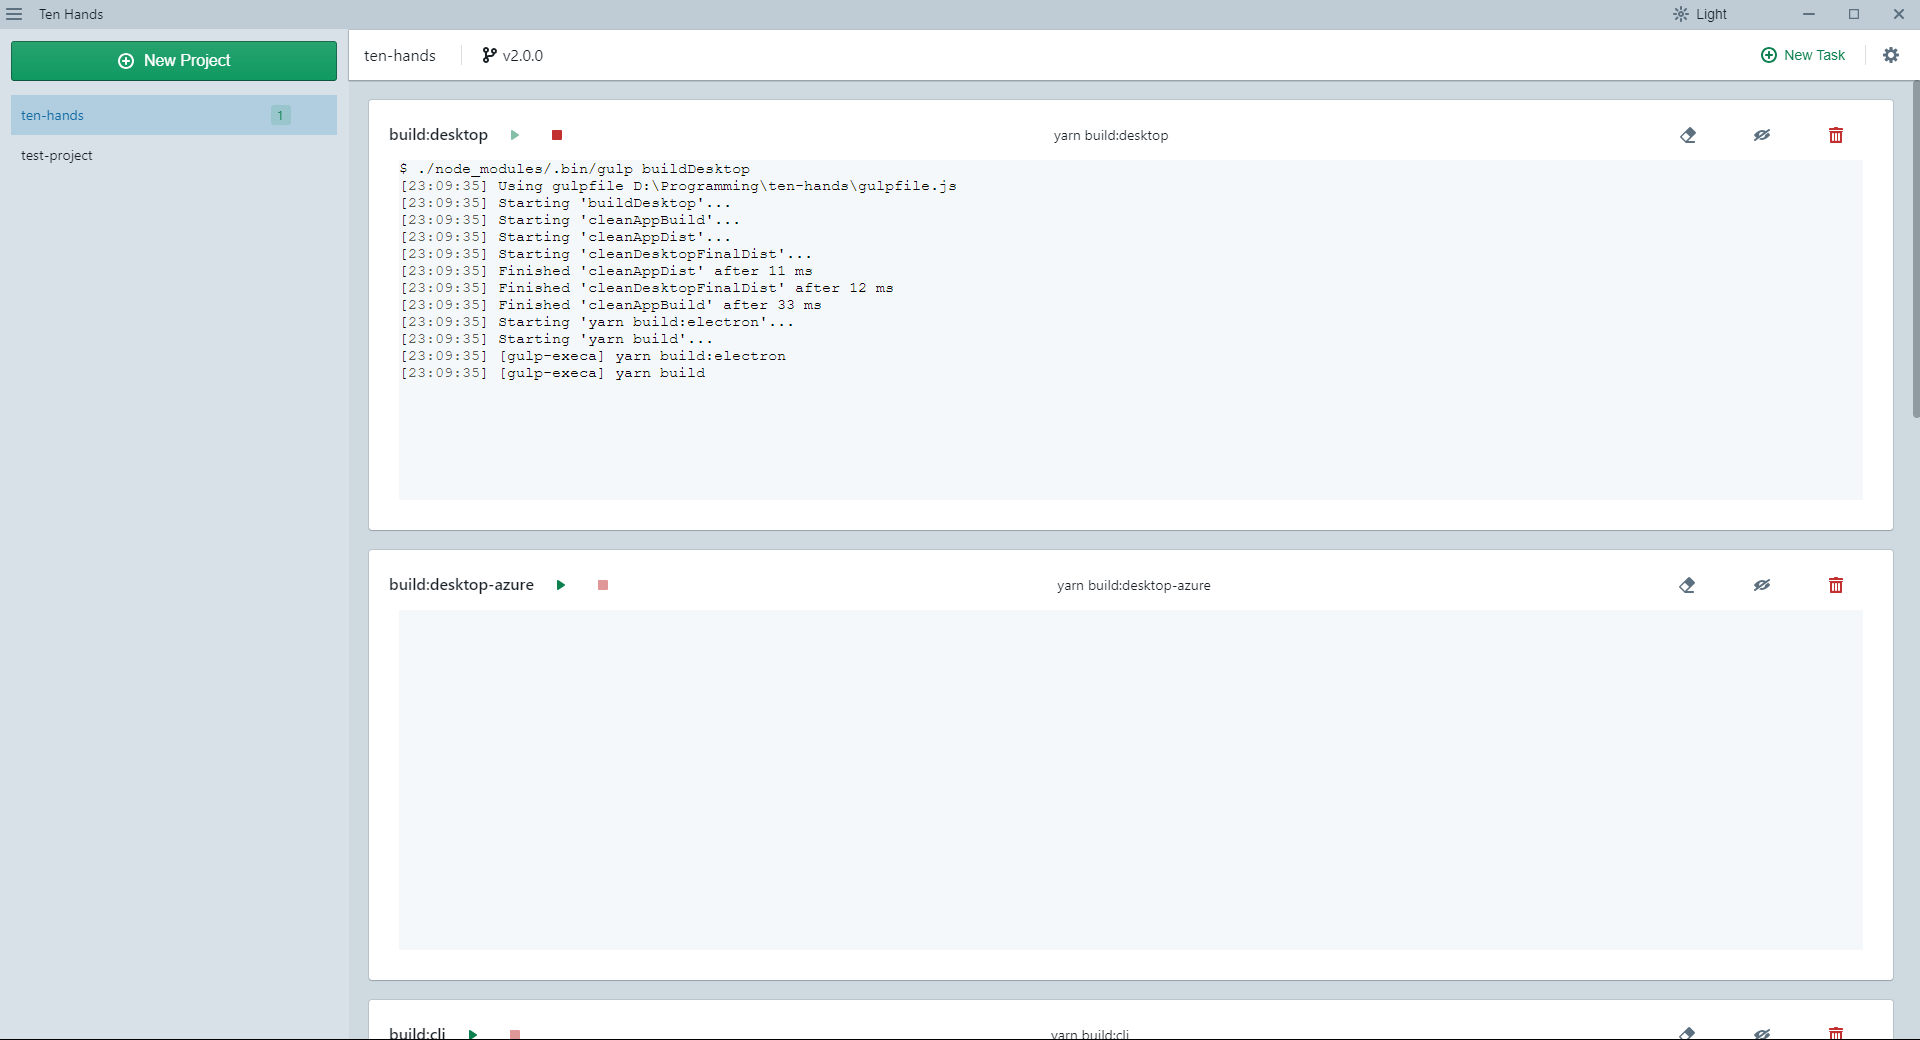 Ten Hands
Light
New Project
ten-hands
v2.0.0
New Task
ten-hands 1
test-project
build:desktop
yarn build:desktop
$ ./node_modules/.bin/gulp buildDesktop
[23:09:35] Using gulpfile D:\Programming\ten-hands\gulpfile.js
[23:09:35] Starting 'buildDesktop'...
[23:09:35] Starting 'cleanAppBuild'...
[23:09:35] Starting 'cleanAppDist'...
[23:09:35] Starting 'cleanDesktopFinalDist'...
[23:09:35] Finished 'cleanAppDist' after 11 ms
[23:09:35] Finished 'cleanDesktopFinalDist' after 12 ms
[23:09:35] Finished 'cleanAppBuild' after 33 ms
[23:09:35] Starting 'yarn build:electron'...
[23:09:35] Starting 'yarn build'...
[23:09:35] [gulp-execa] yarn build:electron
[23:09:35] [gulp-execa] yarn build
build:desktop-azure
yarn build:desktop-azure
build:cli
yarn build:cli